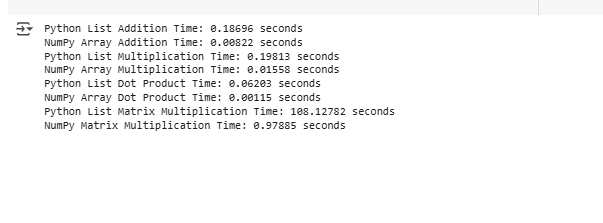 Python List Addition Time: 0.18696 seconds
NumPy Array Addition Time: 0.00822 seconds
Python List Multiplication Time: 0.19813 seconds
NumPy Array Multiplication Time: 0.01558 seconds
Python List Dot Product Time: 0.06203 seconds
NumPy Array Dot Product Time: 0.00115 seconds
Python List Matrix Multiplication Time: 108.12782 seconds
NumPy Matrix Multiplication Time: 0.97885 seconds